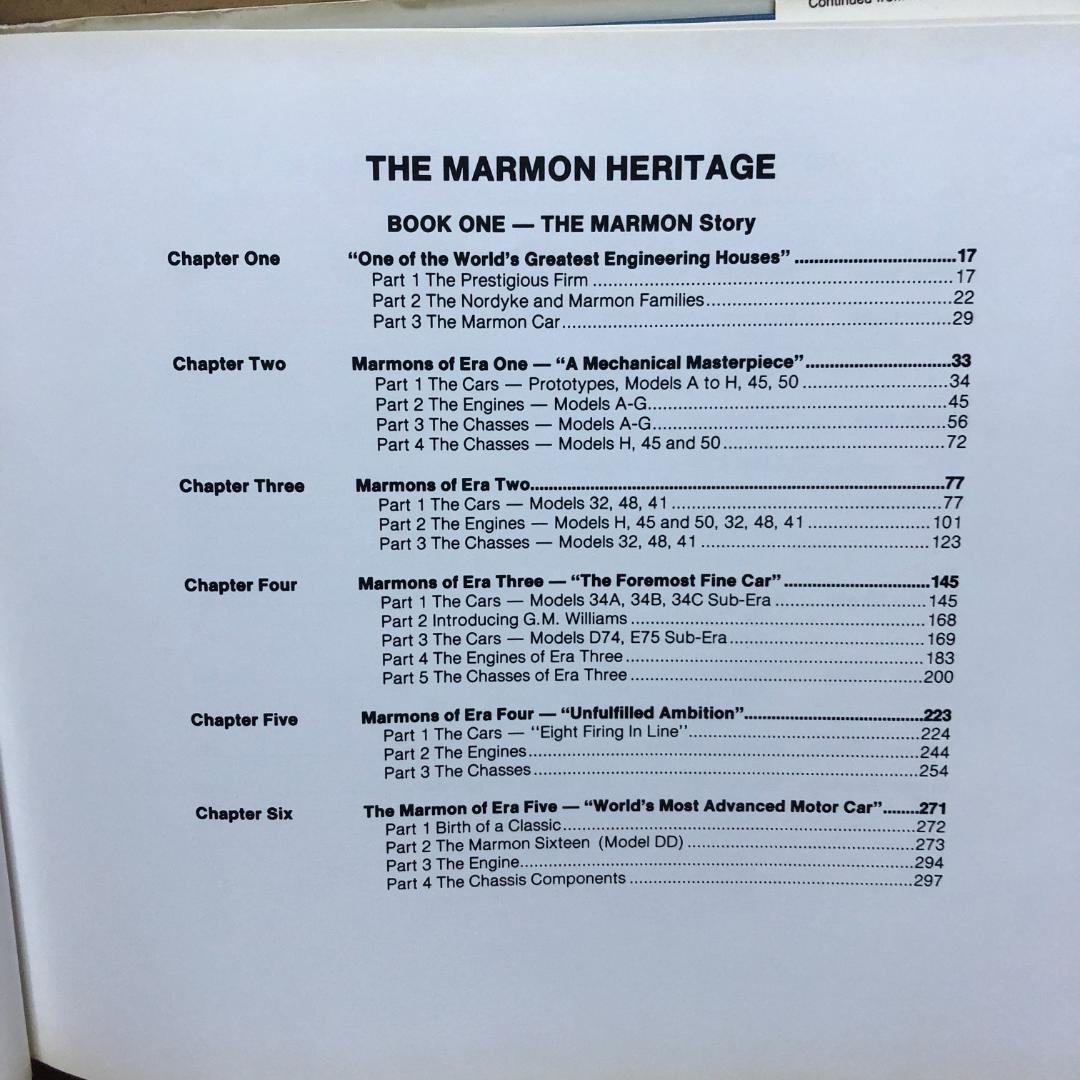 Continued
THE MARMON HERITAGE
BOOK ONE — THE MARMON Story
Chapter One “One of the World’s Greatest Engineering Houses” 17
Part 1 The Prestigious Firm 17
Part 2 The Nordyke and Marmon Families 22
Part 3 The Marmon Car 29
Chapter Two Marmons of Era One — “A Mechanical Masterpiece” 33
Part 1 The Cars — Prototypes, Models A to H, 45, 50 34
Part 2 The Engines — Models A-G 45
Part 3 The Chasses — Models A-G 56
Part 4 The Chasses — Models H, 45 and 50 72
Chapter Three Marmons of Era Two 77
Part 1 The Cars — Models 32, 48, 41 77
Part 2 The Engines — Models H, 45 and 50, 32, 48, 41 101
Part 3 The Chasses — Models 32, 48, 41 123
Chapter Four Marmons of Era Three — “The Foremost Fine Car” 145
Part 1 The Cars — Models 34A, 34B, 34C Sub-Era 145
Part 2 Introducing G.M. Williams 168
Part 3 The Cars — Models D74, E75 Sub-Era 169
Part 4 The Engines of Era Three 183
Part 5 The Chasses of Era Three 200
Chapter Five Marmons of Era Four — “Unfulfilled Ambition” 223
Part 1 The Cars — “Eight Firing In Line” 224
Part 2 The Engines 244
Part 3 The Chasses 254
Chapter Six The Marmon of Era Five — “World’s Most Advanced Motor Car” 271
Part 1 Birth of a Classic 272
Part 2 The Marmon Sixteen (Model DD) 273
Part 3 The Engine 294
Part 4 The Chassis Components 297